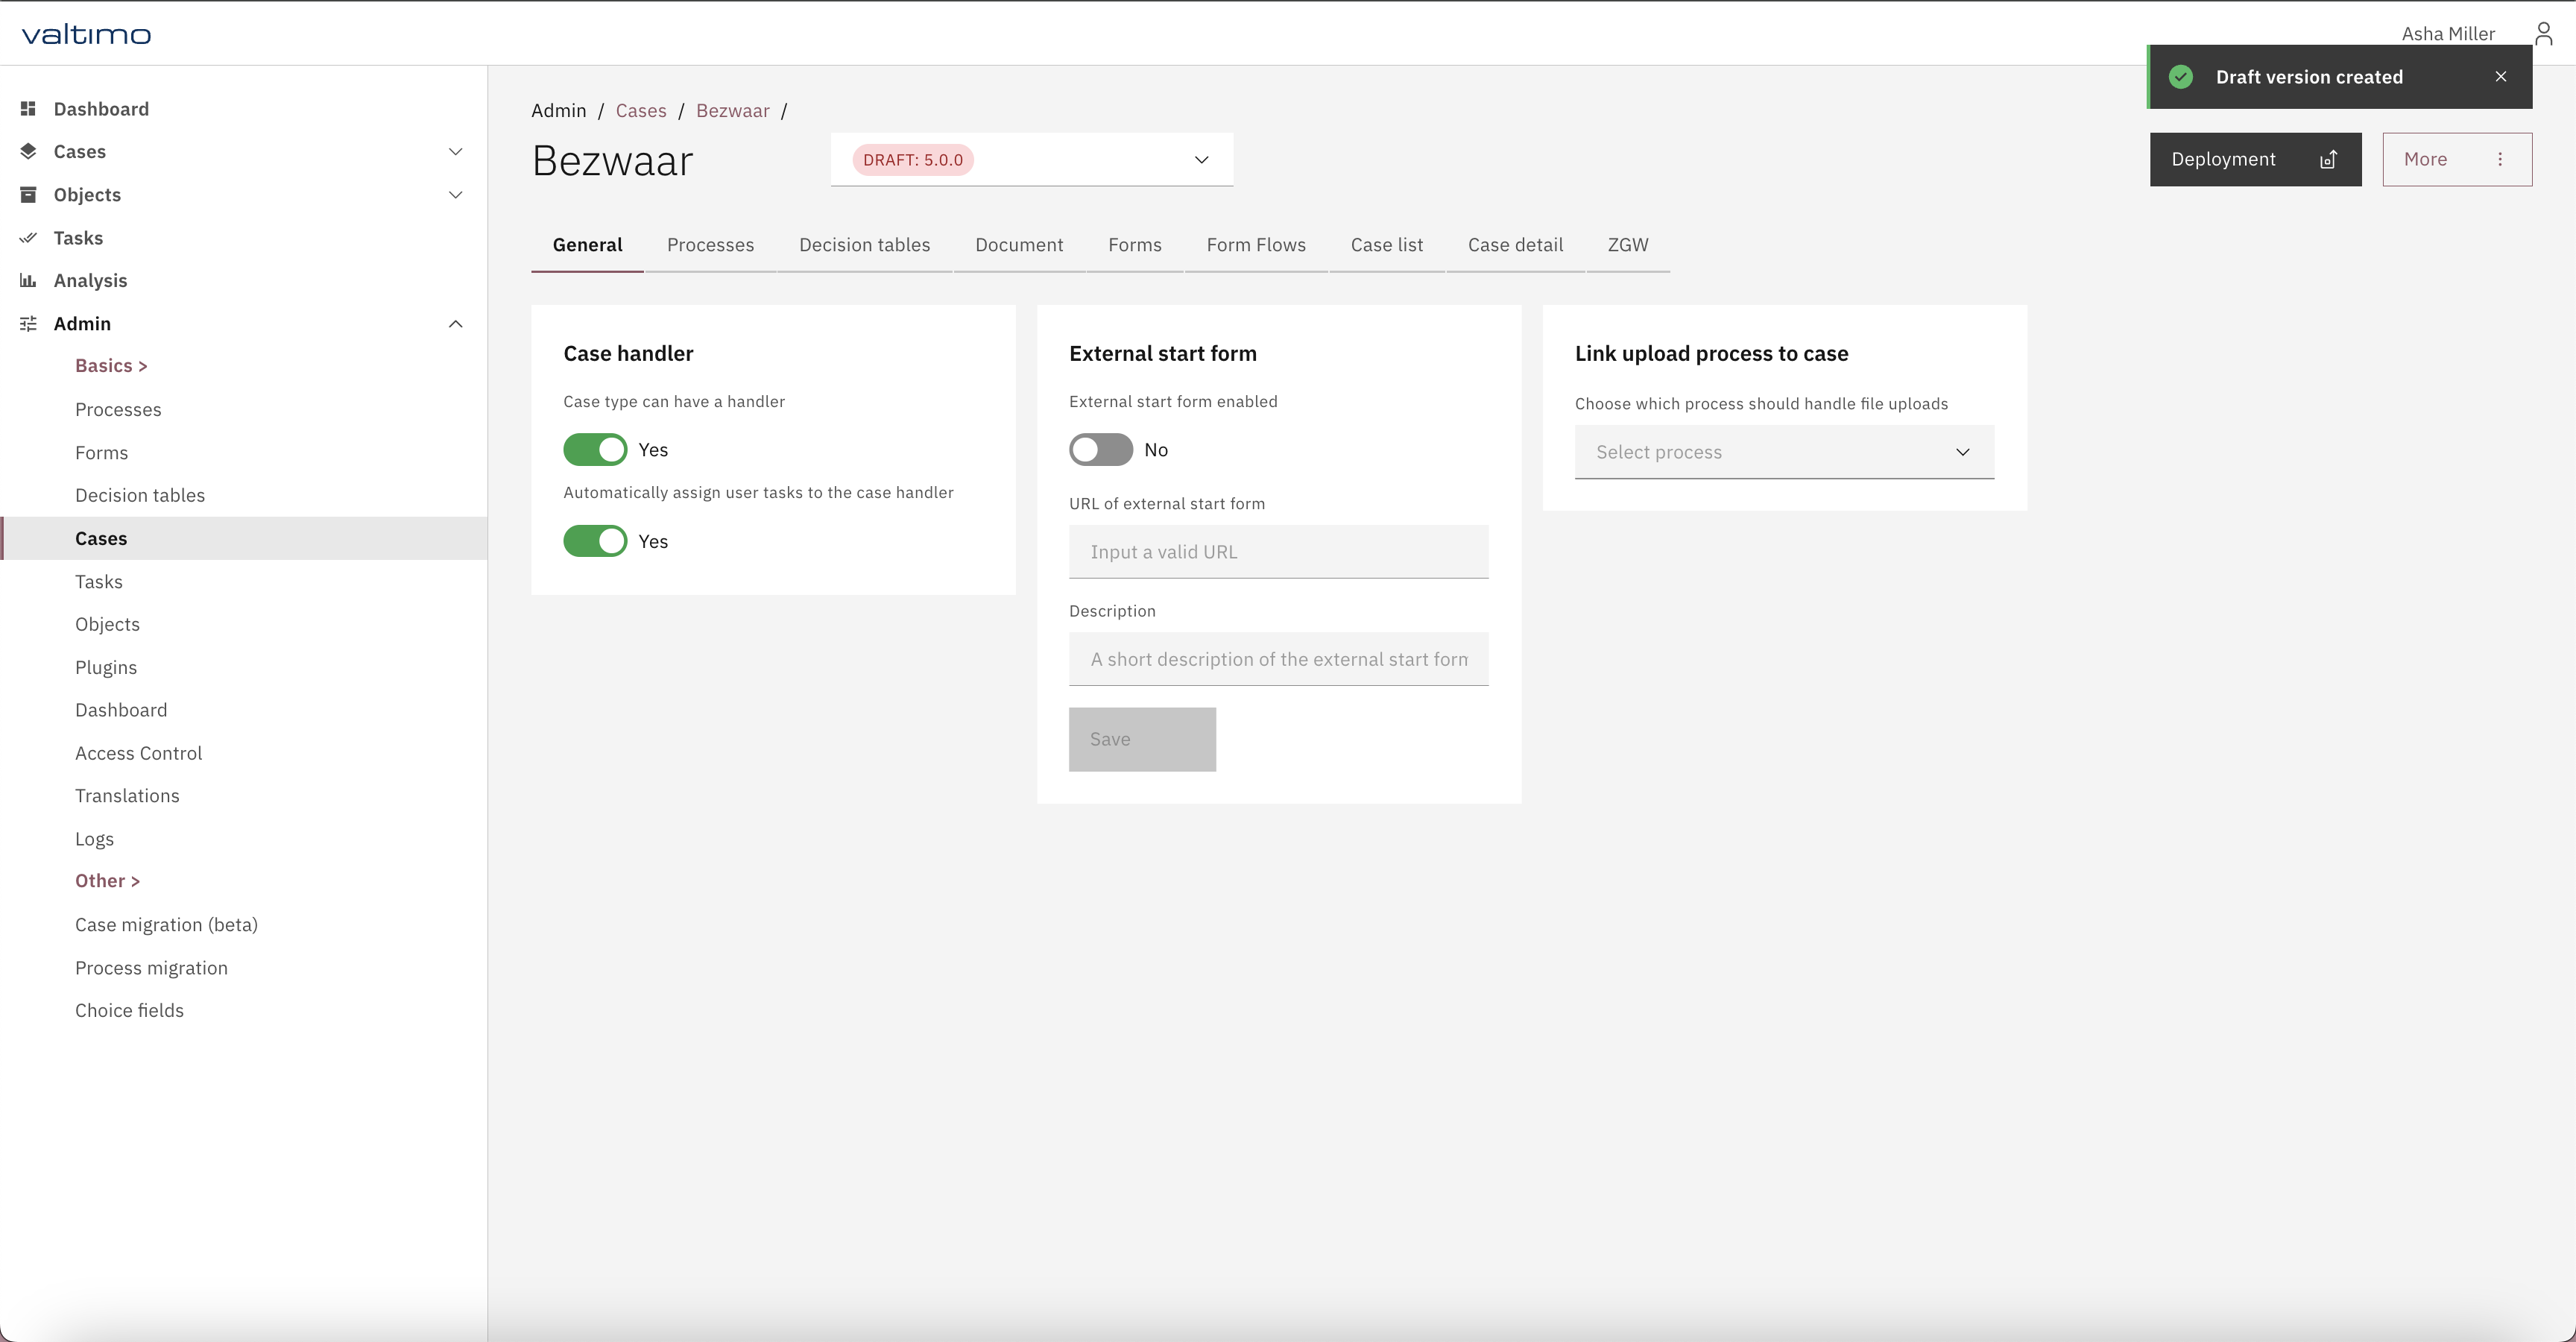 valtimo
Asha Miller
Draft version created
Dashboard
Cases
Objects
Tasks
Analysis
Admin
Basics >
Processes
Forms
Decision tables
Cases
Tasks
Objects
Plugins
Dashboard
Access Control
Translations
Logs
Other >
Case migration (beta)
Process migration
Choice fields
Admin / Cases / Bezwaar /
Bezwaar
DRAFT: 5.0.0
Deployment
More
General Processes Decision tables Document Forms Form Flows Case list Case detail ZGW
Case handler
Case type can have a handler
Yes
Automatically assign user tasks to the case handler
Yes
External start form
External start form enabled
No
URL of external start form
Input a valid URL
Description
A short description of the external start form
Save
Link upload process to case
Choose which process should handle file uploads
Select process